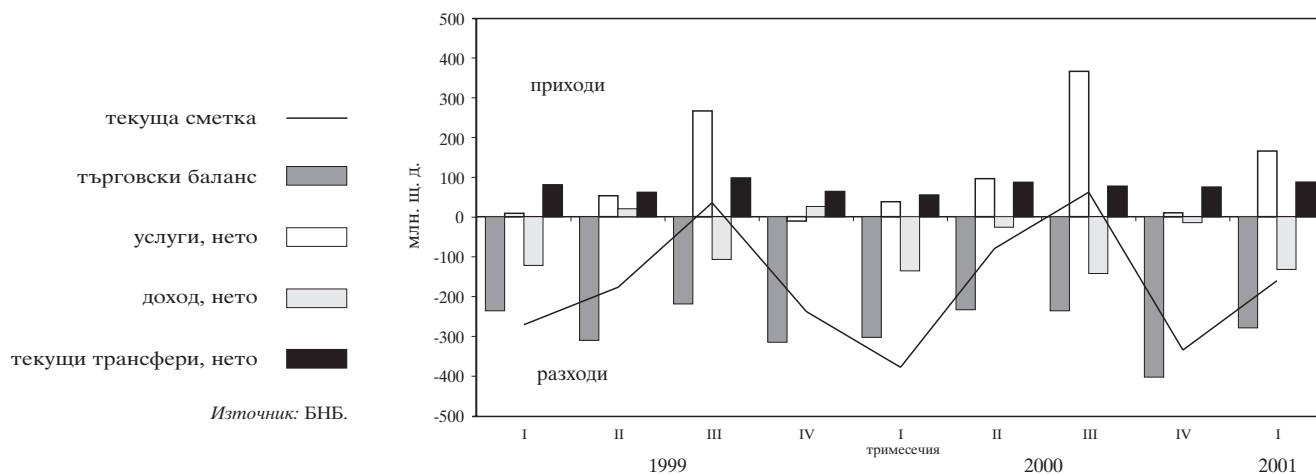 текуща сметка
търговски баланс
услуги, нето
доход, нето
текущи трансфери, нето
Източник: БНБ.
млн. щ. д.
500
400
300
200
100
0
-100
-200
-300
-400
-500
приходи
разходи
I II III IV I II III IV I
тримесечия
1999 2000 2001